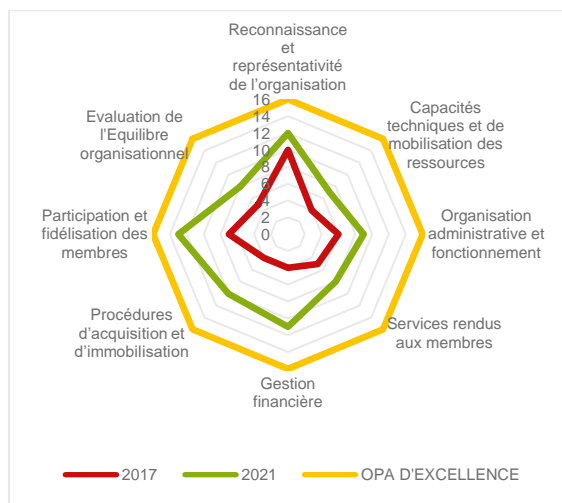 Reconnaissance
et
représentativité
de l'organisation
16
14
12
10
8
6
4
2
0
Capacités
techniques et de
mobilisation des
ressources
Organisation
administrative et
fonctionnement
Services rendus
aux membres
Gestion
financière
Procédures
d'acquisition et
d'immobilisation
Participation et
fidélisation des
membres
Evaluation de
l'Equilibre
organisationnel
2017
2021
OPA D'EXCELLENCE